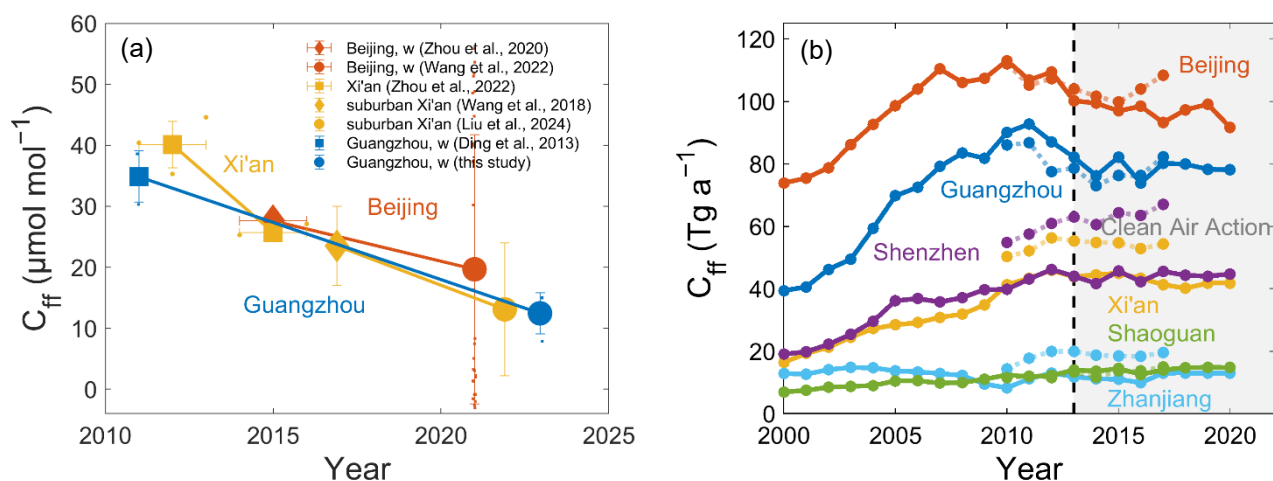 (a)
60
50
40
30
20
10
0
C_ff (μmol mol⁻¹)
Beijing, w (Zhou et al., 2020)
Beijing, w (Wang et al., 2022)
Xi'an (Zhou et al., 2022)
suburban Xi'an (Wang et al., 2018)
suburban Xi'an (Liu et al., 2024)
Guangzhou, w (Ding et al., 2013)
Guangzhou, w (this study)
Xi'an
Beijing
Guangzhou
2010
2015
2020
2025
Year
(b)
120
100
80
60
40
20
0
C_ff (Tg a⁻¹)
Beijing
Guangzhou
Shenzhen
Clean Air Action
Xi'an
Shaoguan
Zhanjiang
2000
2005
2010
2015
2020
Year